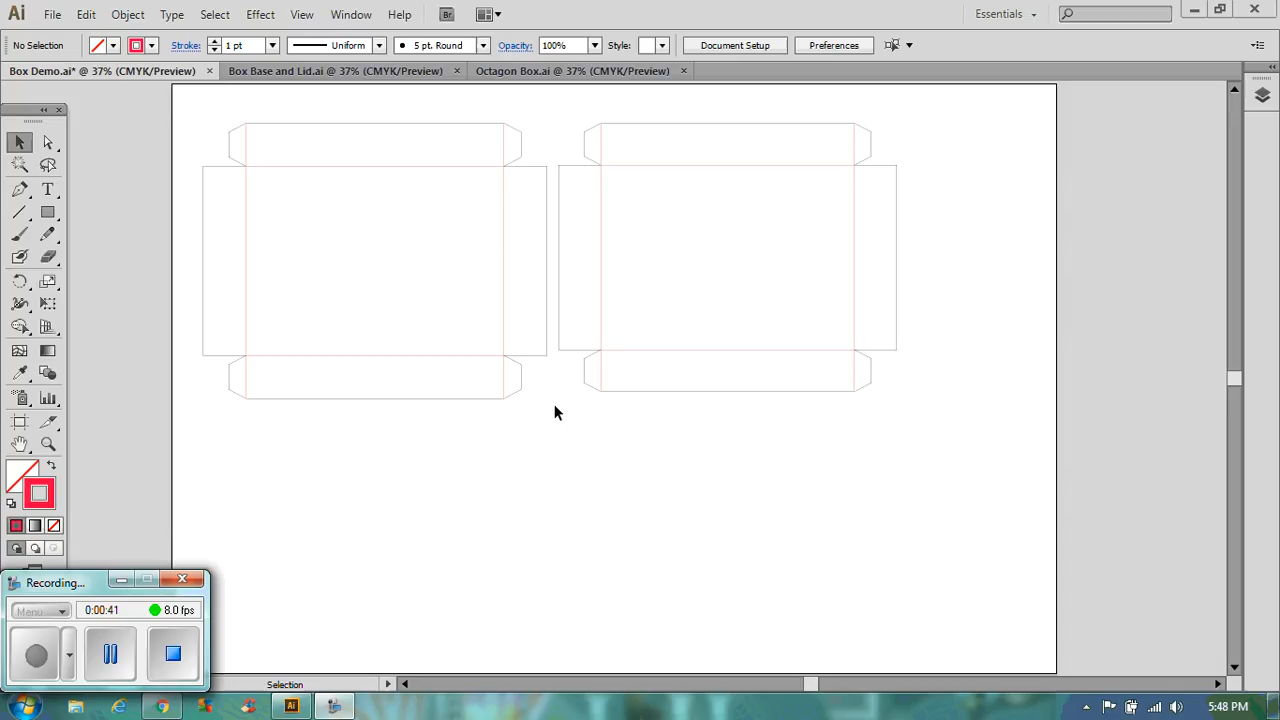 Ai File Edit Object Type Select Effect View Window Help Br Essentials
No Selection Stroke: 1 pt Uniform 5 pt. Round Opacity: 100% Style: Document Setup Preferences
Box Demo.ai* @ 37% (CMYK/Preview) × Box Base and Lid.ai @ 37% (CMYK/Preview) × Octagon Box.ai @ 37% (CMYK/Preview) ×
T
Recording...
Menu 0:00:41 8.0 fps
Selection
Ai 5:48 PM